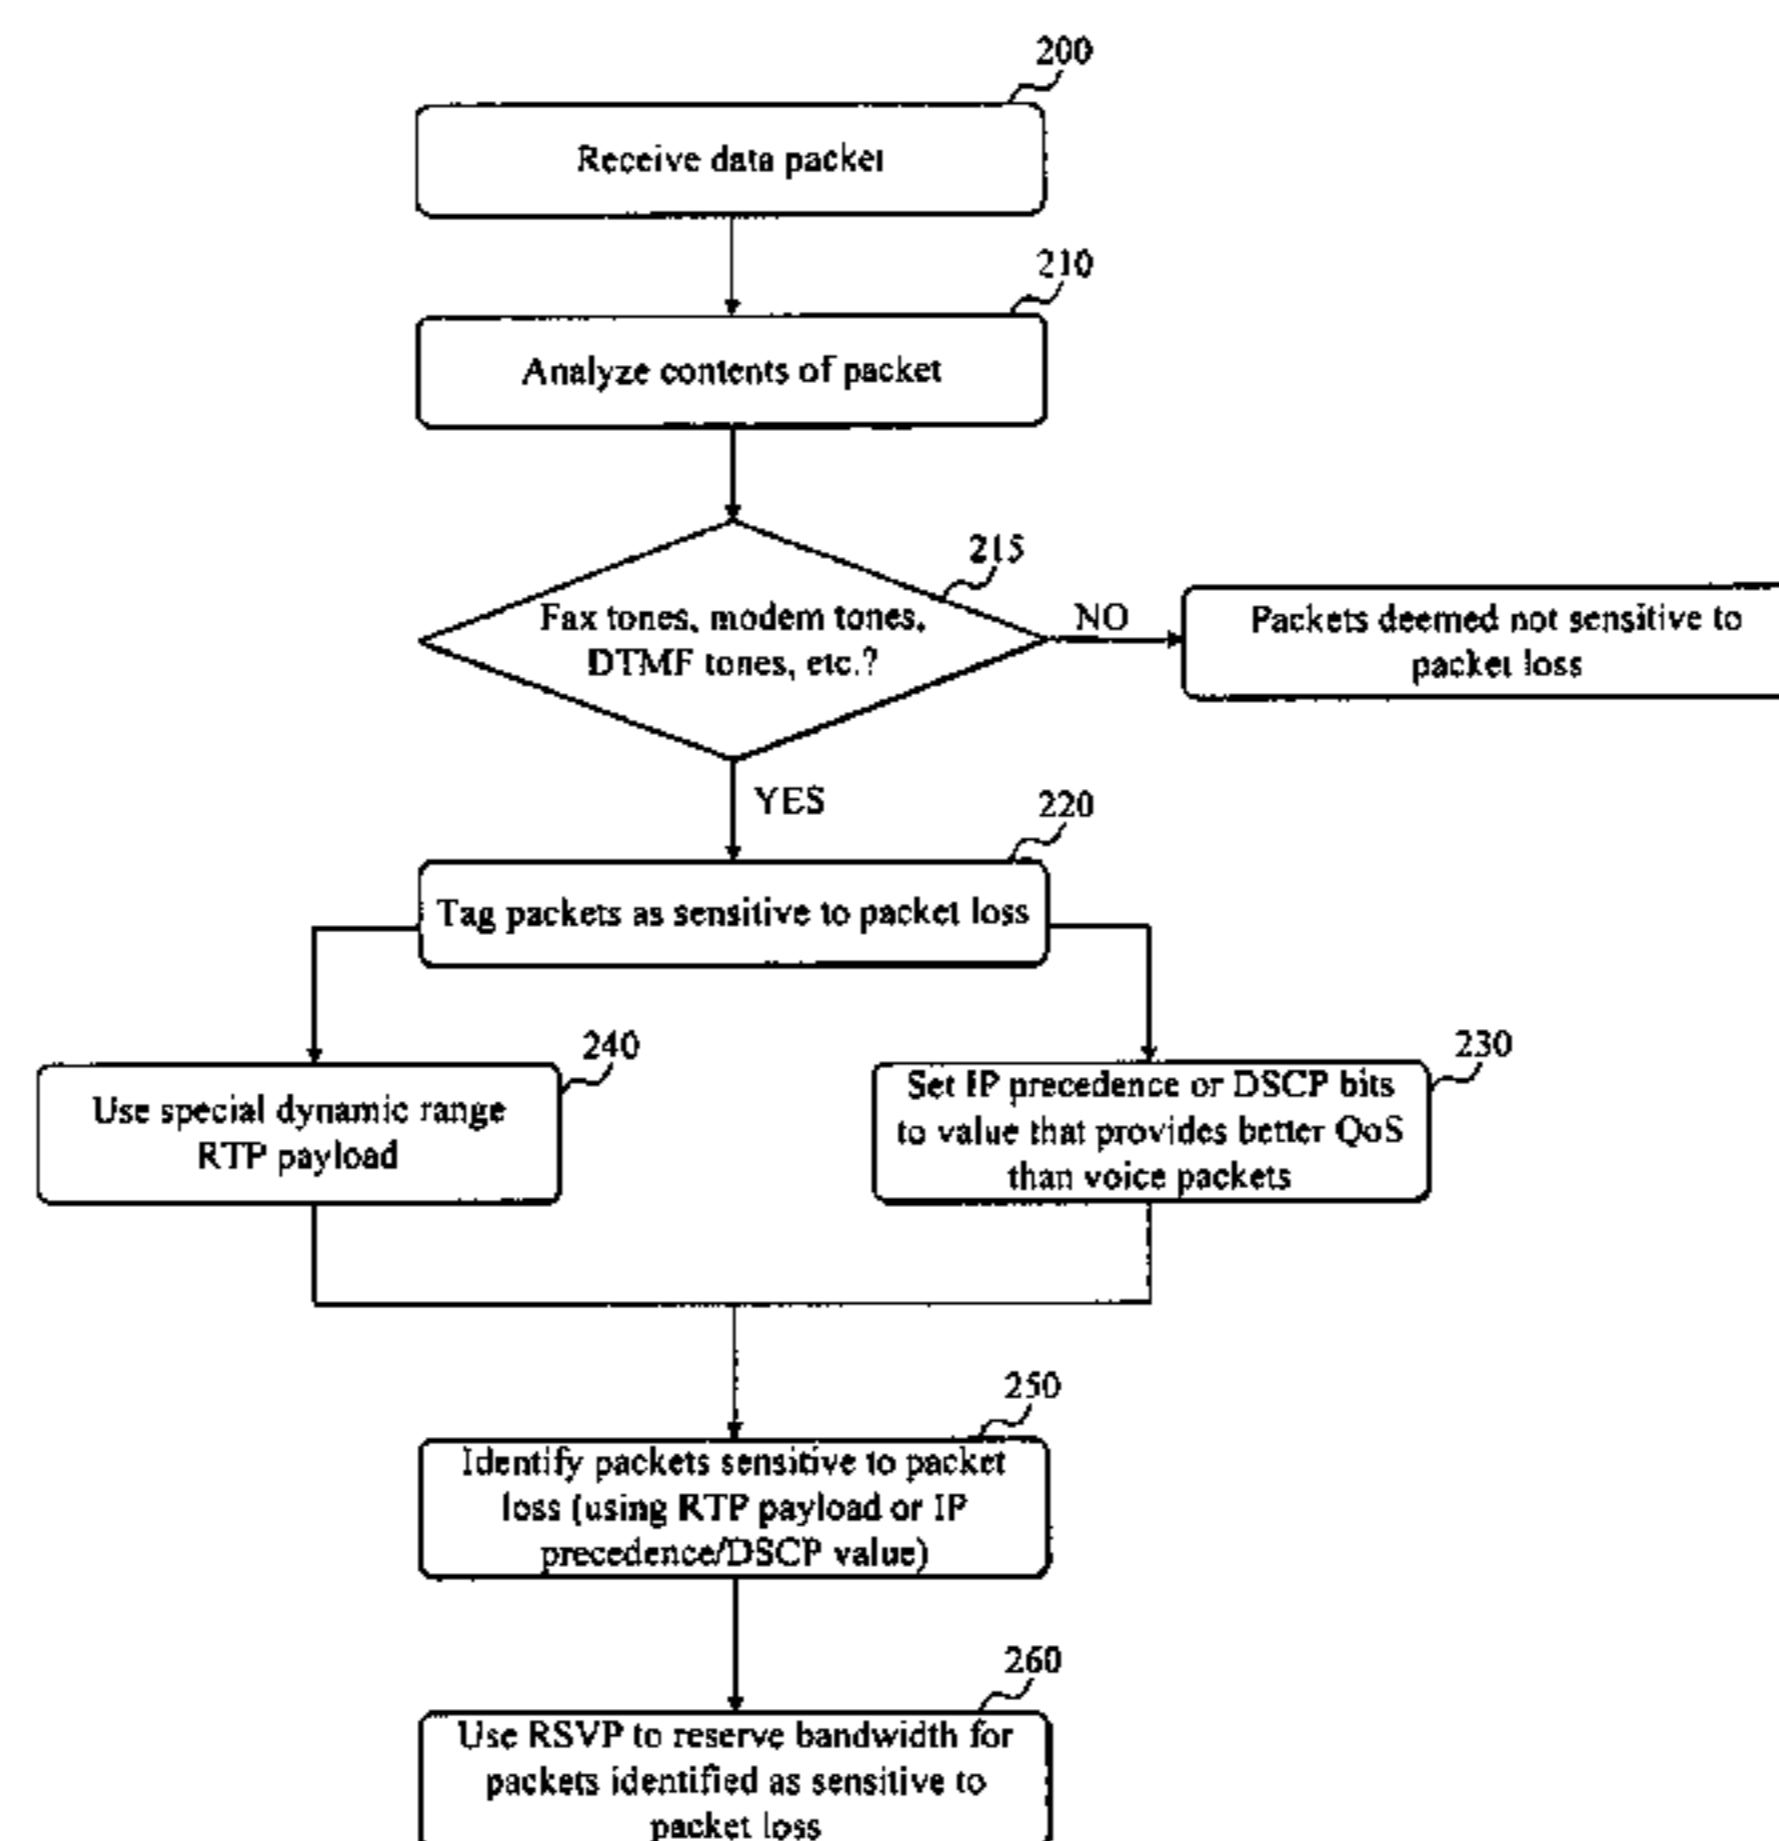 200
Receive data packet
210
Analyze contents of packet
215
Fax tones, modem tones,
DTMF tones, etc.?
NO
Packets deemed not sensitive to
packet loss
YES
220
Tag packets as sensitive to packet loss
240
Use special dynamic range
RTP payload
230
Set IP precedence or DSCP bits
to value that provides better QoS
than voice packets
250
Identify packets sensitive to packet
loss (using RTP payload or IP
precedence/DSCP value)
260
Use RSVP to reserve bandwidth for
packets identified as sensitive to
packet loss